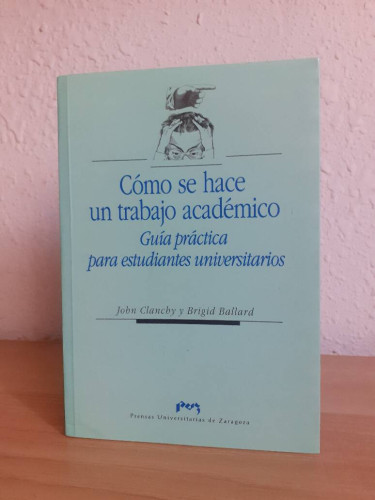 Cómo se hace
un trabajo académico
Guía práctica
para estudiantes universitarios
John Clanchy y Brigid Ballard
puz
Prensas Universitarias de Zaragoza